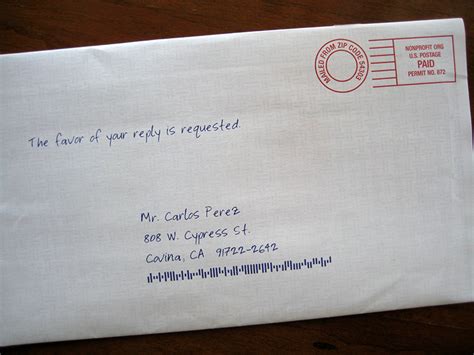 MAILED FROM ZIP CODE 54303
NONPROFIT ORG
U.S. POSTAGE
PAID
PERMIT NO. 872
The favor of your reply is requested.
Mr. Carlos Perez
808 W. Cypress St.
Covina, CA 91722-2642